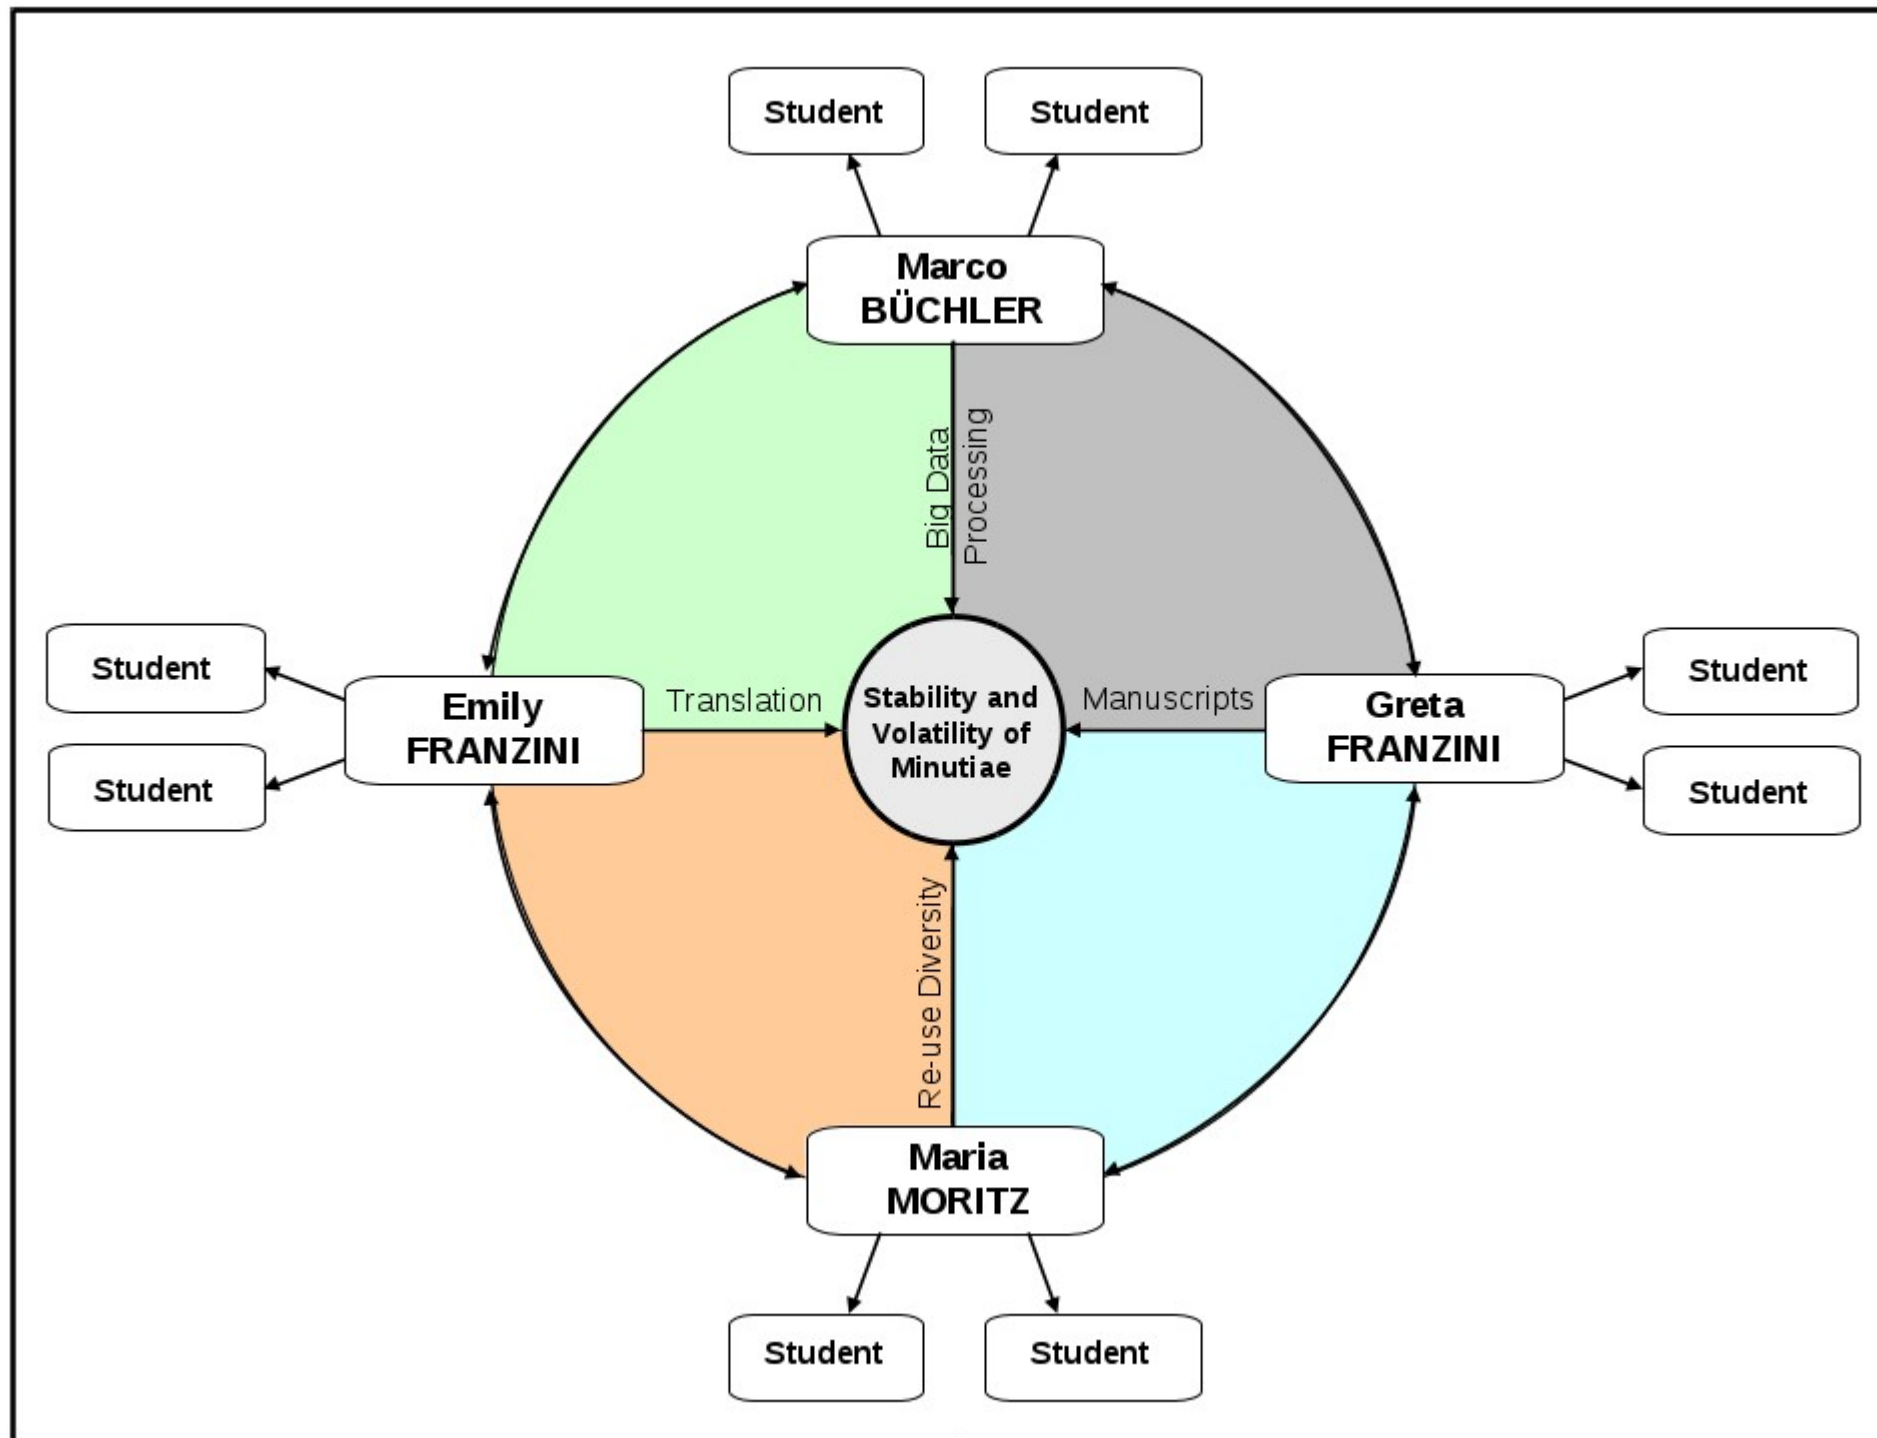 Student
Student
Marco
BÜCHLER
Big Data
Processing
Student
Student
Emily
FRANZINI
Translation
Stability and
Volatility of
Minutiae
Manuscripts
Greta
FRANZINI
Student
Student
Re-use Diversity
Maria
MORITZ
Student
Student